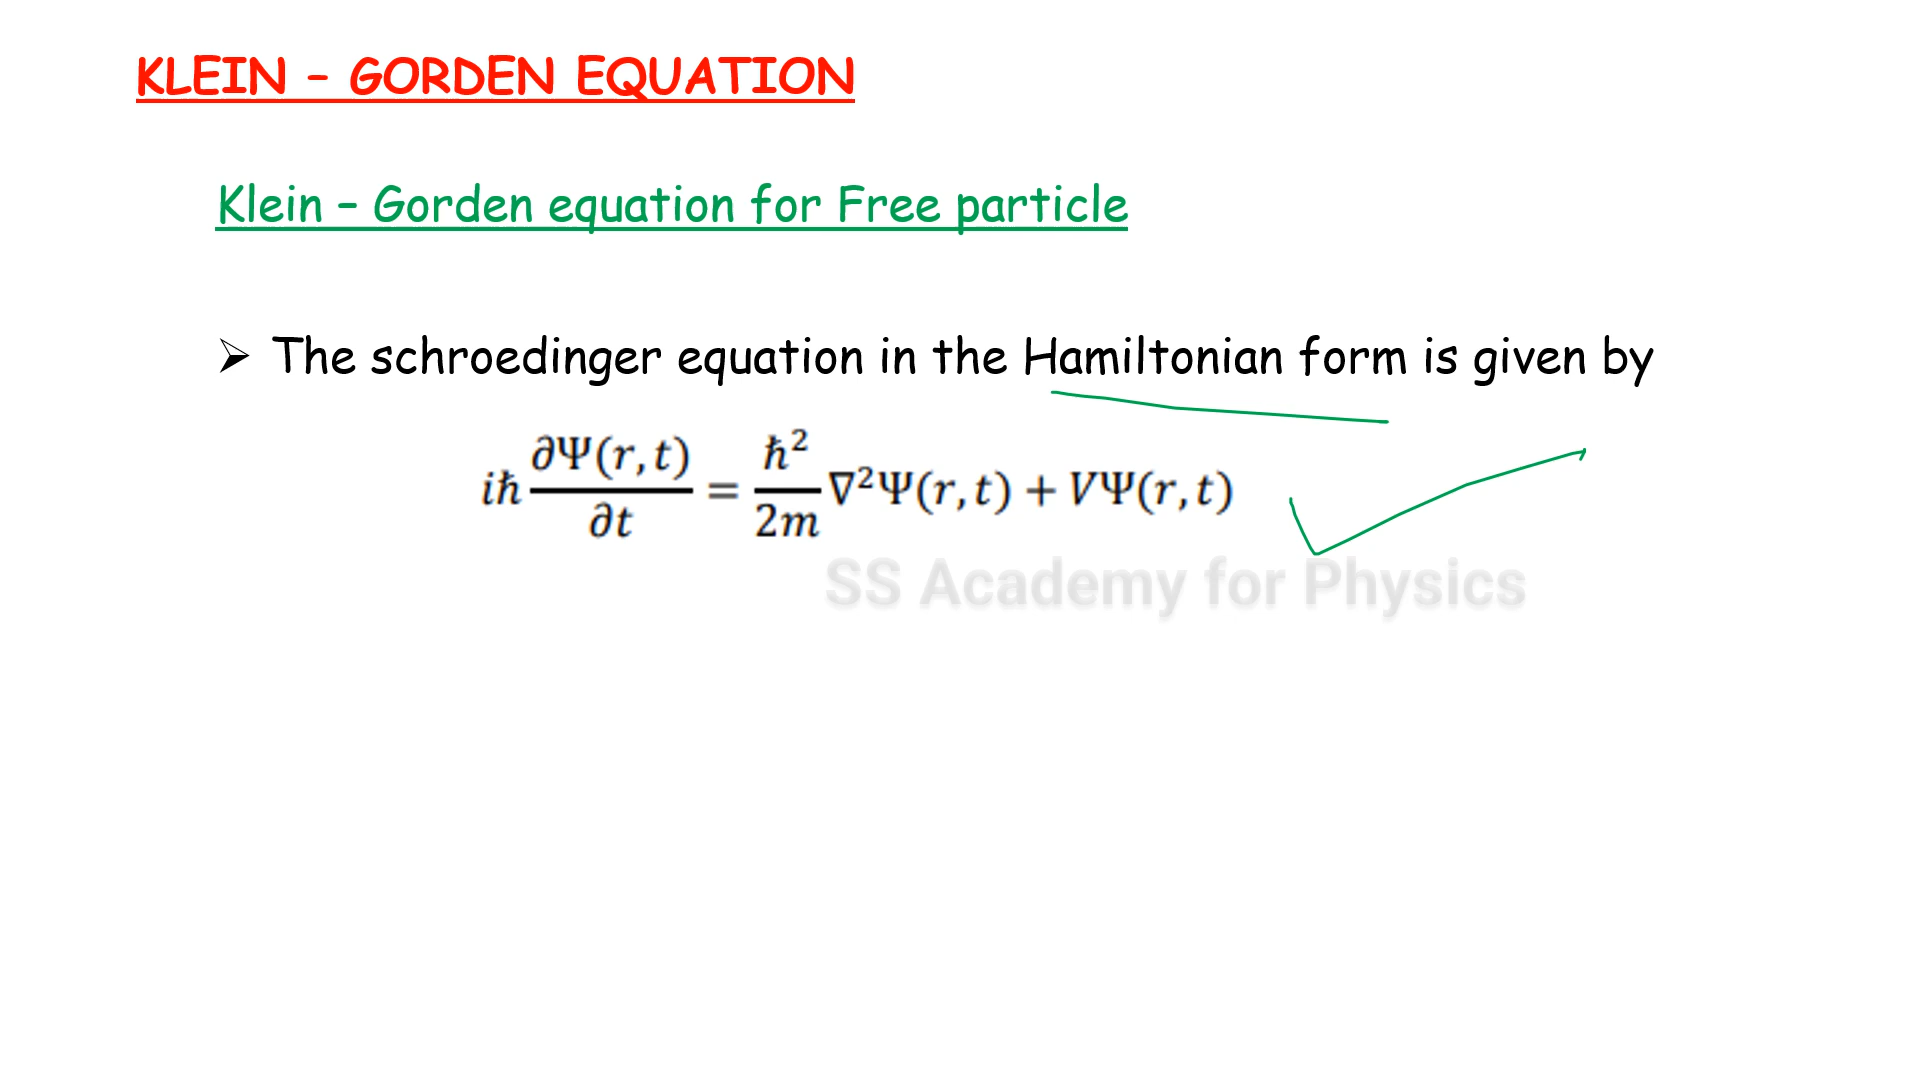 KLEIN – GORDEN EQUATION
Klein – Gorden equation for Free particle
➢ The schroedinger equation in the Hamiltonian form is given by
iħ ∂Ψ(r,t)/∂t = ħ²/2m ∇²Ψ(r,t) + VΨ(r,t)
SS Academy for Physics